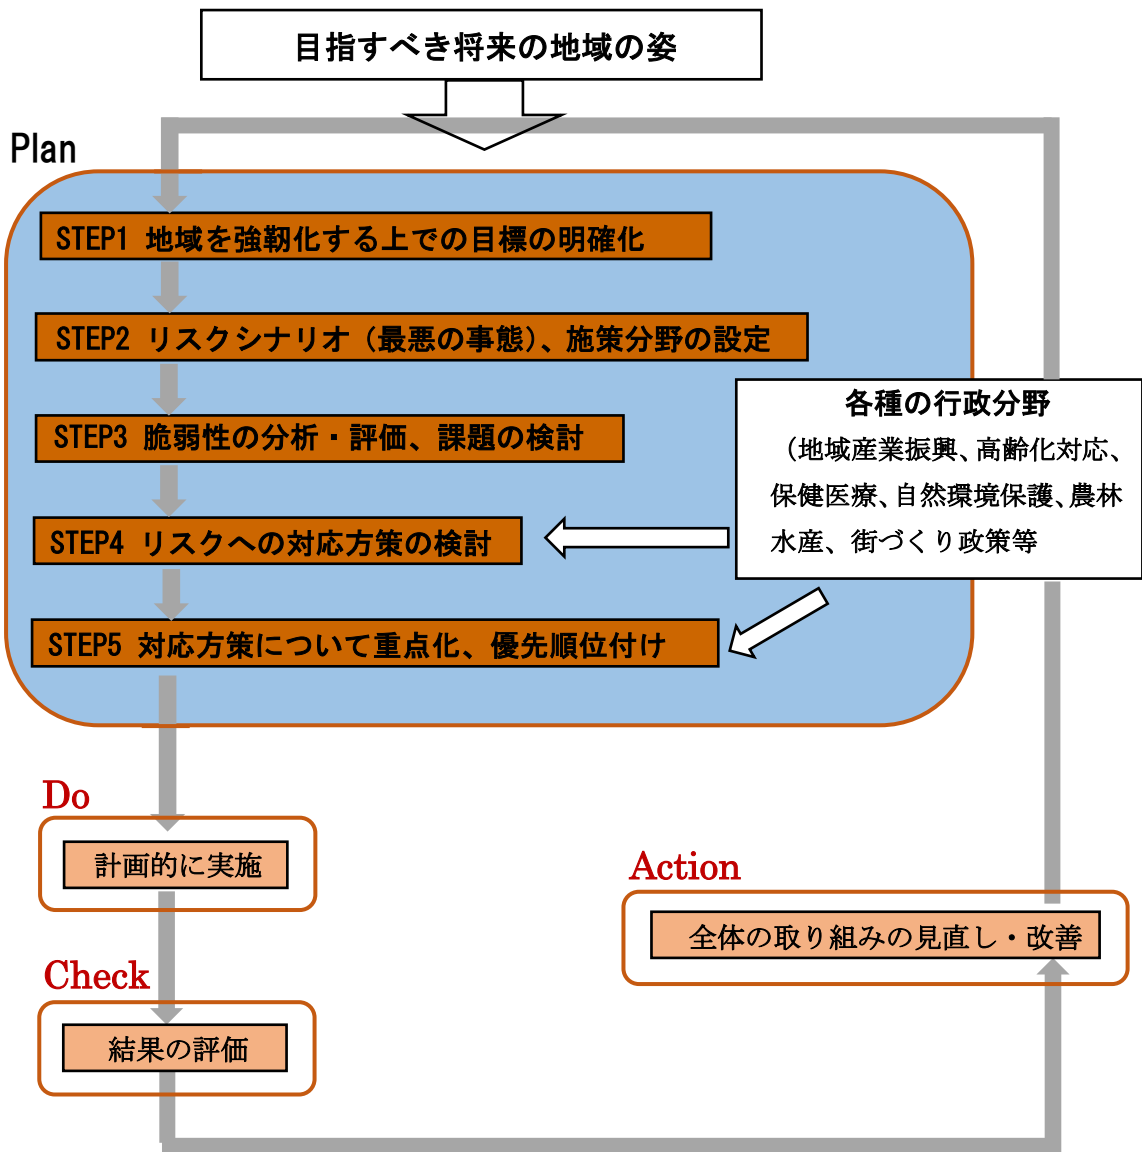 目指すべき将来の地域の姿
Plan
STEP1 地域を強靭化する上での目標の明確化
STEP2 リスクシナリオ（最悪の事態）、施策分野の設定
STEP3 脆弱性の分析・評価、課題の検討
各種の行政分野
（地域産業振興、高齢化対応、
保健医療、自然環境保護、農林
水産、街づくり政策等
STEP4 リスクへの対応方策の検討
STEP5 対応方策について重点化、優先順位付け
Do
計画的に実施
Action
全体の取り組みの見直し・改善
Check
結果の評価